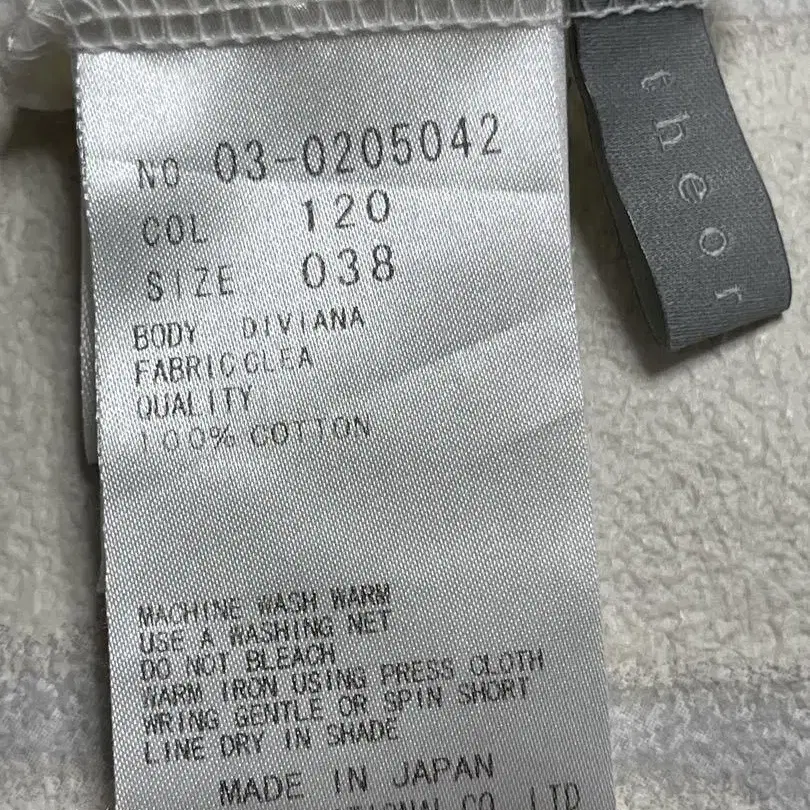 NO 03-0205042
COL 120
SIZE 038
BODY DIVIANA
FABRIC CLEA
QUALITY
100% COTTON
MACHINE WASH WARM
USE A WASHING NET
DO NOT BLEACH
WARM IRON USING PRESS CLOTH
WRING GENTLE OR SPIN SHORT
LINE DRY IN SHADE
MADE IN JAPAN
CO. LTD
theor